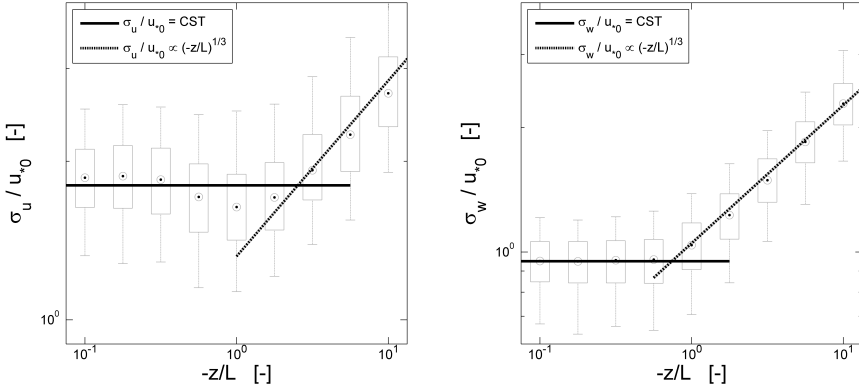 σu / u*0 = CST
σu / u*0 ∝ (-z/L)^1/3
σu / u*0 [-]
10^0
10^-1 10^0 10^1
-z/L [-]
σw / u*0 = CST
σw / u*0 ∝ (-z/L)^1/3
σw / u*0 [-]
10^0
10^-1 10^0 10^1
-z/L [-]